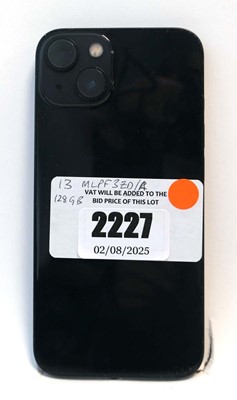 13 MLPF3ZD/A
128GB
VAT WILL BE ADDED TO THE
BID PRICE OF THIS LOT
2227
02/08/2025